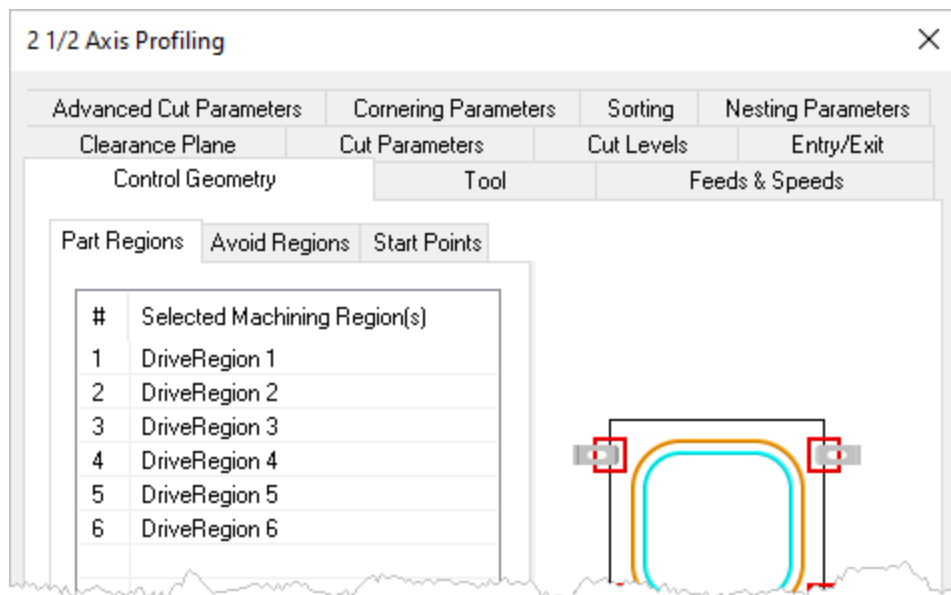 2 1/2 Axis Profiling
Advanced Cut Parameters Cornering Parameters Sorting Nesting Parameters
Clearance Plane Cut Parameters Cut Levels Entry/Exit
Control Geometry Tool Feeds & Speeds
Part Regions Avoid Regions Start Points
# Selected Machining Region(s)
1 DriveRegion 1
2 DriveRegion 2
3 DriveRegion 3
4 DriveRegion 4
5 DriveRegion 5
6 DriveRegion 6